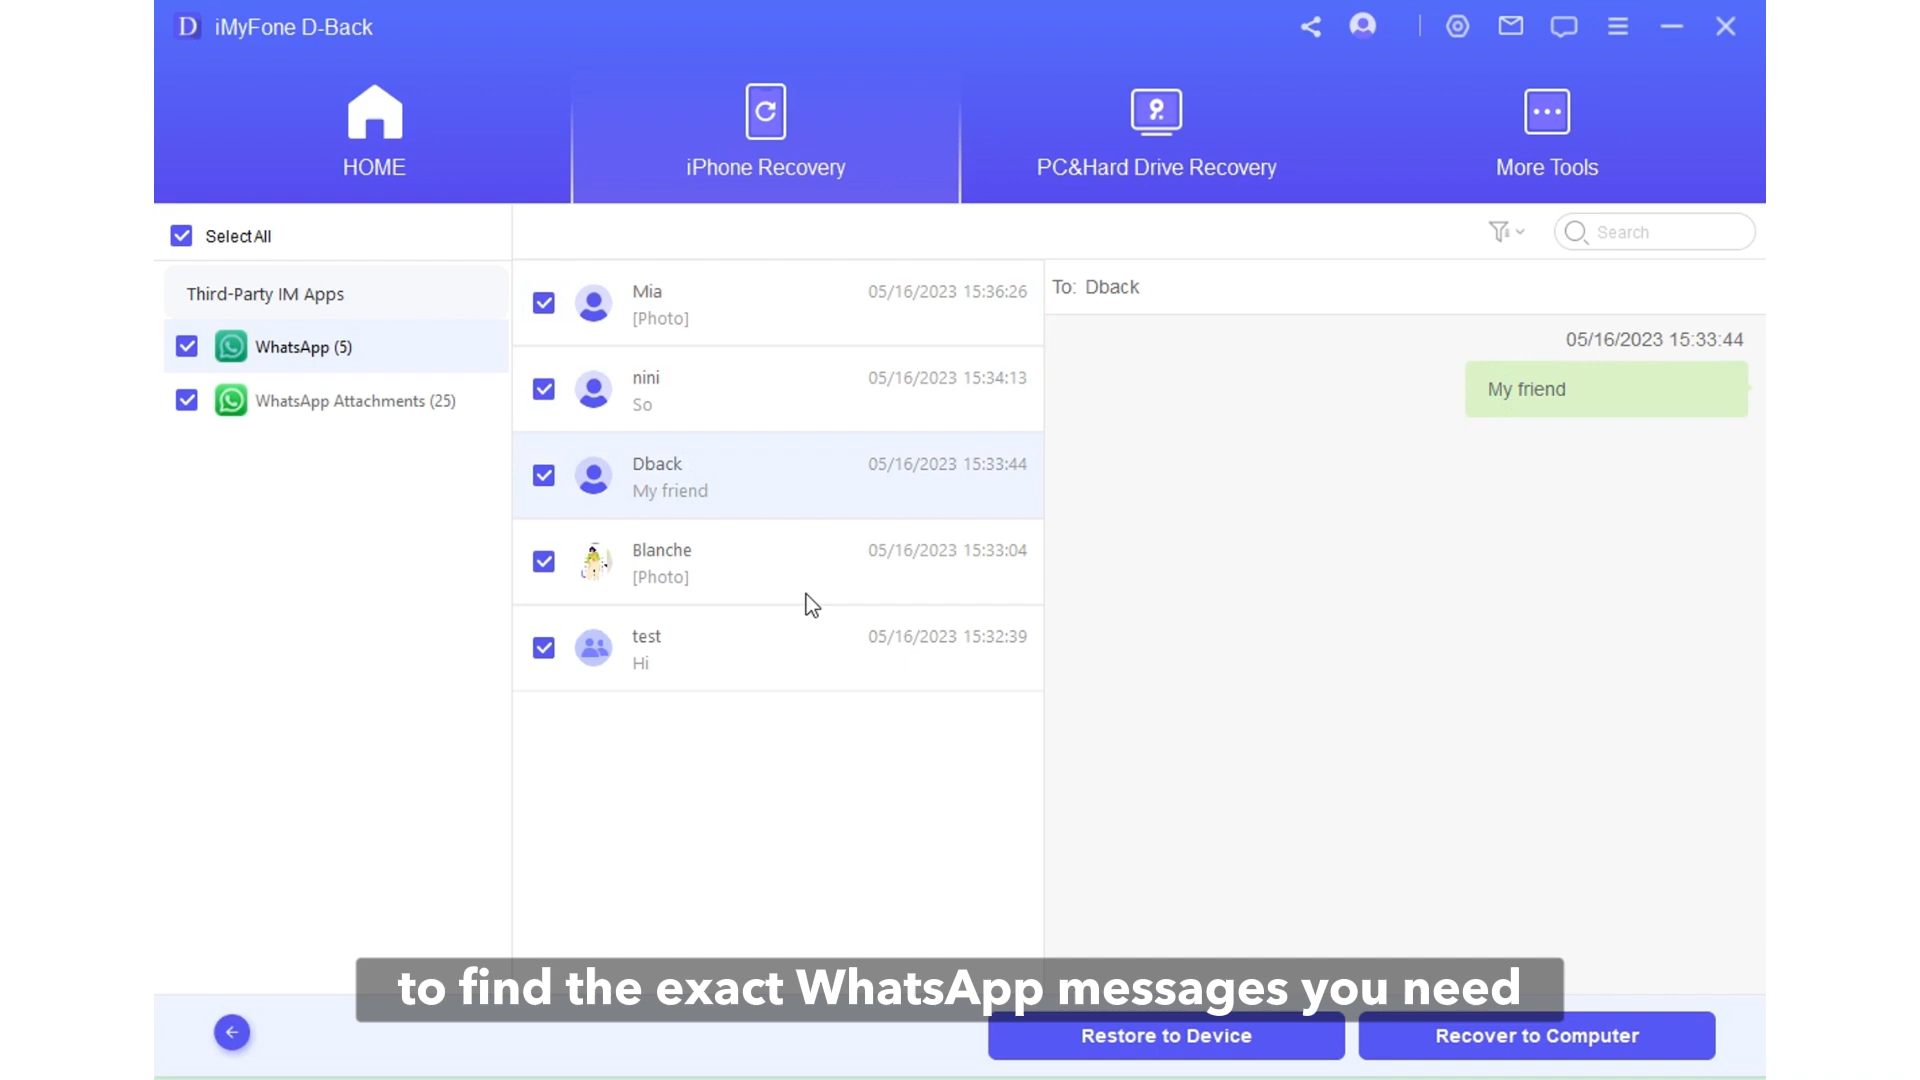 D iMyFone D-Back
HOME
iPhone Recovery
PC&Hard Drive Recovery
More Tools
Select All
Search
Third-Party IM Apps
WhatsApp (5)
WhatsApp Attachments (25)
Mia 05/16/2023 15:36:26
[Photo]
nini 05/16/2023 15:34:13
So
Dback 05/16/2023 15:33:44
My friend
Blanche 05/16/2023 15:33:04
[Photo]
test 05/16/2023 15:32:39
Hi
To: Dback
05/16/2023 15:33:44
My friend
to find the exact WhatsApp messages you need
Restore to Device
Recover to Computer